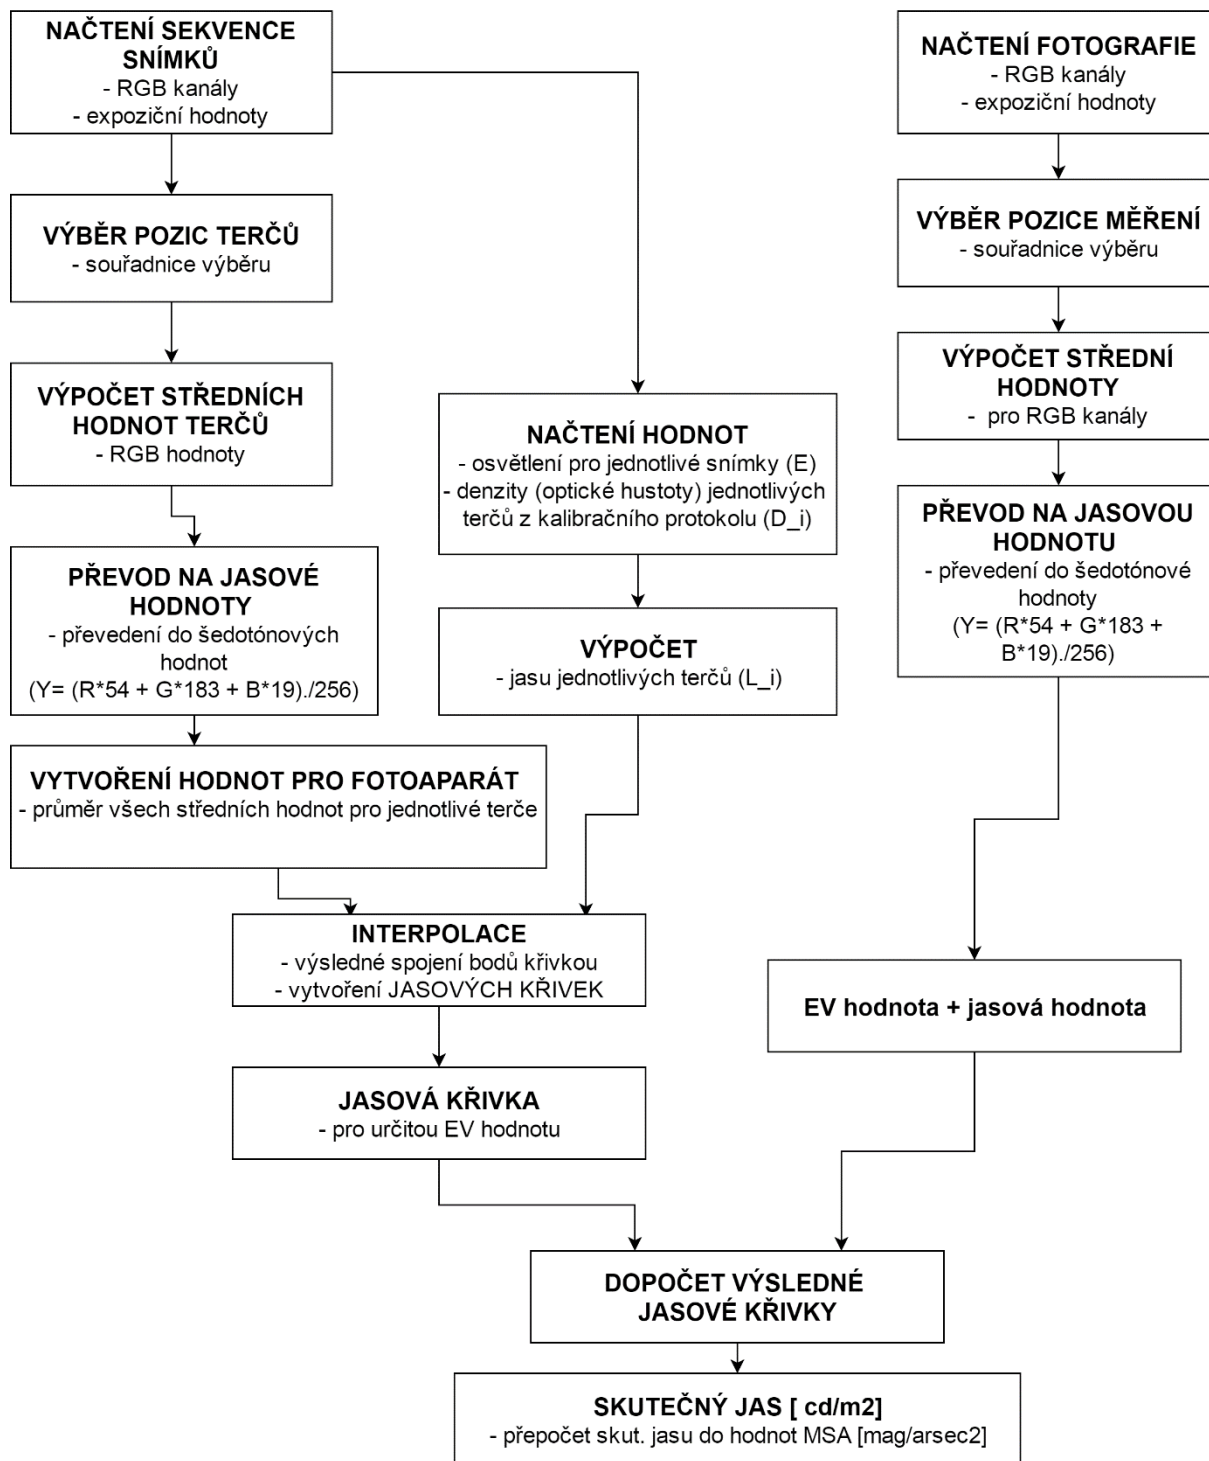 NAČTENÍ SEKVENCE
SNÍMKŮ
- RGB kanály
- expoziční hodnoty
VÝBĚR POZIC TERČŮ
- souřadnice výběru
VÝPOČET STŘEDNÍCH
HODNOT TERČŮ
- RGB hodnoty
PŘEVOD NA JASOVÉ
HODNOTY
- převedení do šedotónových
hodnot
(Y= (R*54 + G*183 + B*19)./256)
VYTVOŘENÍ HODNOT PRO FOTOAPARÁT
- průměr všech středních hodnot pro jednotlivé terče
NAČTENÍ HODNOT
- osvětlení pro jednotlivé snímky (E)
- denzity (optické hustoty) jednotlivých
terčů z kalibračního protokolu (D_i)
VÝPOČET
- jasu jednotlivých terčů (L_i)
INTERPOLACE
- výsledné spojení bodů křivkou
- vytvoření JASOVÝCH KŘIVEK
JASOVÁ KŘIVKA
- pro určitou EV hodnotu
NAČTENÍ FOTOGRAFIE
- RGB kanály
- expoziční hodnoty
VÝBĚR POZICE MĚŘENÍ
- souřadnice výběru
VÝPOČET STŘEDNÍ
HODNOTY
- pro RGB kanály
PŘEVOD NA JASOVOU
HODNOTU
- převedení do šedotónové
hodnoty
(Y= (R*54 + G*183 +
B*19)./256)
EV hodnota + jasová hodnota
DOPOČET VÝSLEDNÉ
JASOVÉ KŘIVKY
SKUTEČNÝ JAS [ cd/m2]
- přepočet skut. jasu do hodnot MSA [mag/arsec2]